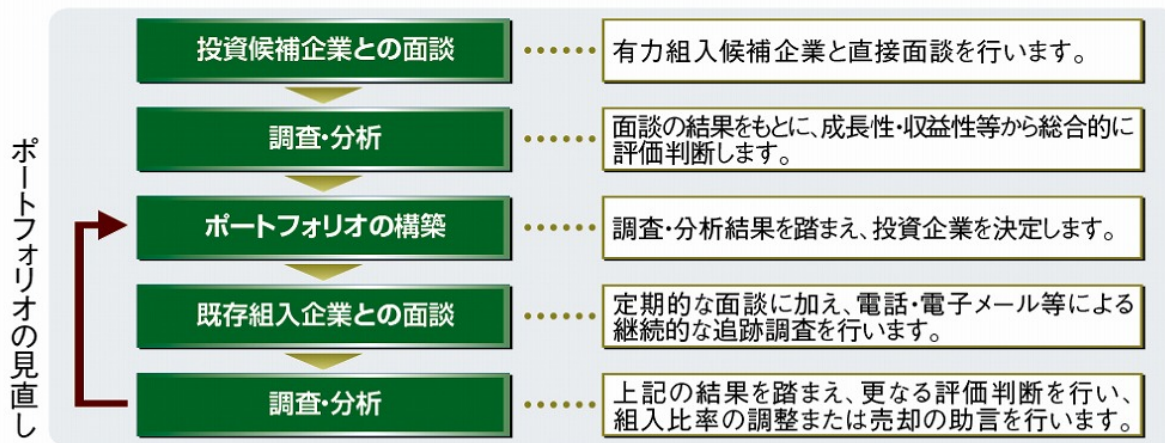 投資候補企業との面談
有力組入候補企業と直接面談を行います。
調査・分析
面談の結果をもとに、成長性・収益性等から総合的に
評価判断します。
ポートフォリオの構築
調査・分析結果を踏まえ、投資企業を決定します。
既存組入企業との面談
定期的な面談に加え、電話・電子メール等による
継続的な追跡調査を行います。
調査・分析
上記の結果を踏まえ、更なる評価判断を行い、
組入比率の調整または売却の助言を行います。
ポートフォリオの見直し